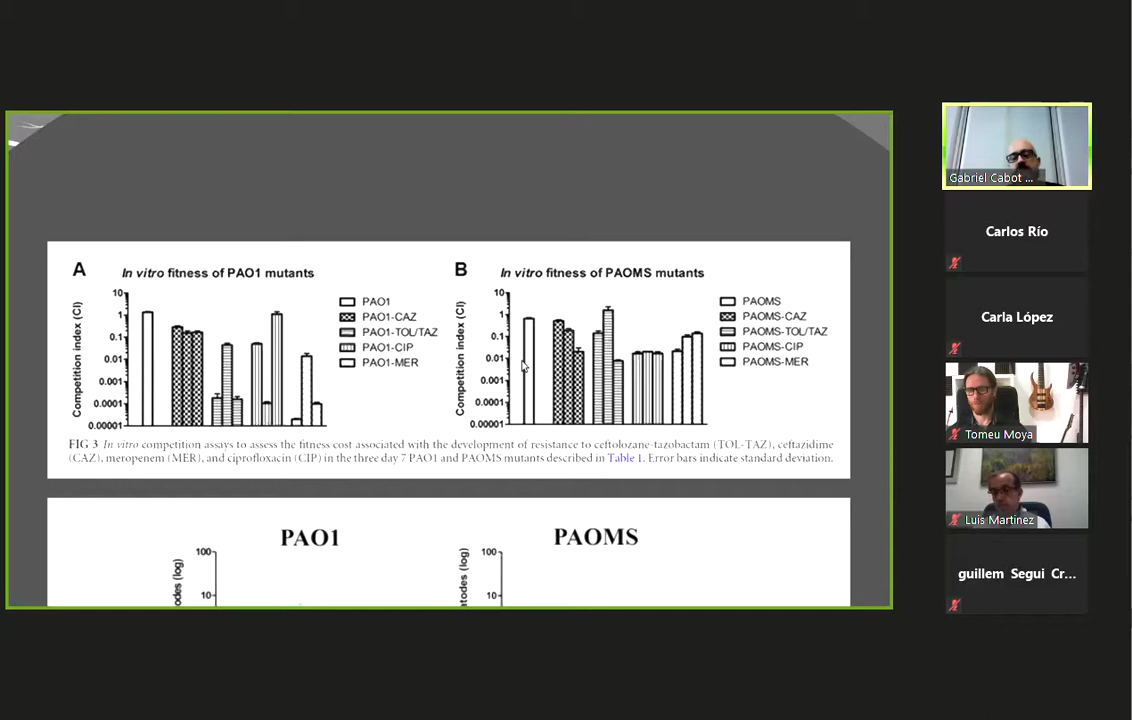 A
In vitro fitness of PAO1 mutants
Competition index (CI)
10
1
0.1
0.01
0.001
0.0001
0.00001
PAO1
PAO1-CAZ
PAO1-TOL/TAZ
PAO1-CIP
PAO1-MER
B
In vitro fitness of PAOMS mutants
Competition index (CI)
10
1
0.1
0.01
0.001
0.0001
0.00001
PAOMS
PAOMS-CAZ
PAOMS-TOL/TAZ
PAOMS-CIP
PAOMS-MER
FIG 3 In vitro competition assays to assess the fitness cost associated with the development of resistance to ceftolozane-tazobactam (TOL-TAZ), ceftazidime
(CAZ), meropenem (MER), and ciprofloxacin (CIP) in the three day 7 PAO1 and PAOMS mutants described in Table 1. Error bars indicate standard deviation.
PAO1
100
10
(log)
PAOMS
100
10
(log)
Gabriel Cabot ...
Carlos Río
Carla López
Tomeu Moya
Luis Martinez
guillem Segui Cr...